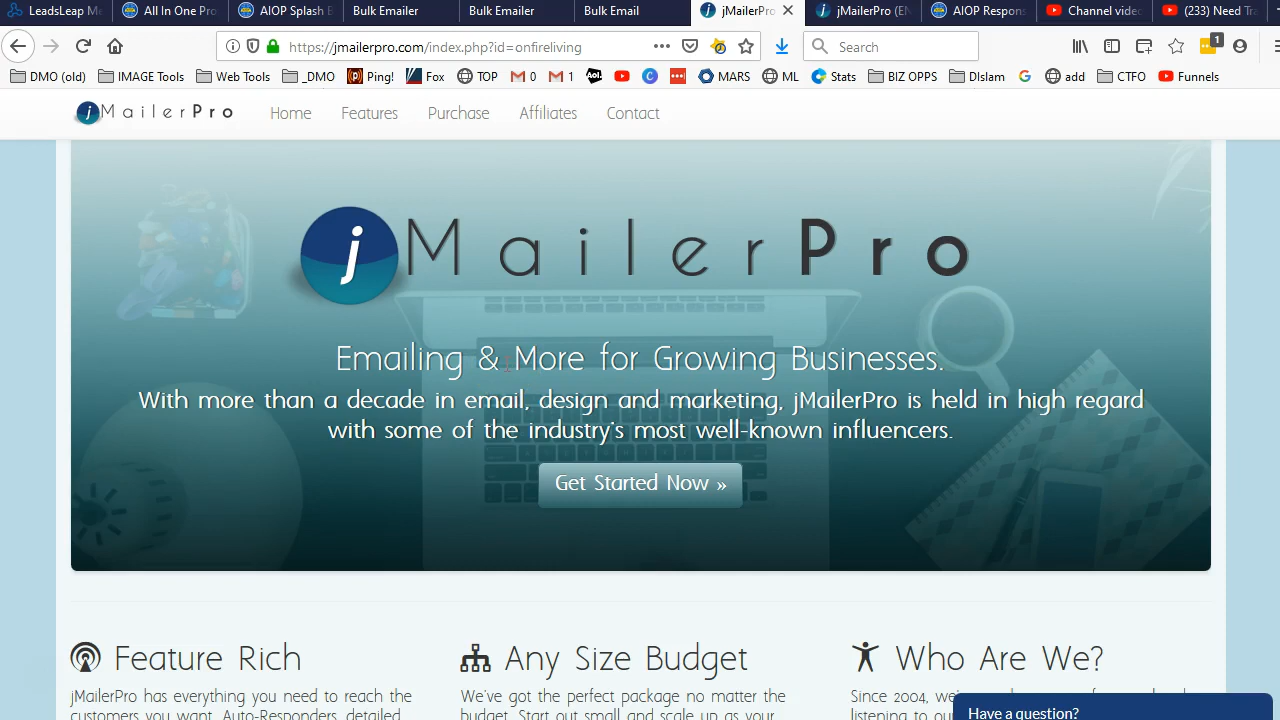 LeadsLeap Me
All In One Pro
AIOP Splash B
Bulk Emailer
Bulk Emailer
Bulk Email
jMailerPro
jMailerPro (EN
AIOP Respons
Channel video
(233) Need Tra
https://jmailerpro.com/index.php?id=onfireliving
Search
1
DMO (old)
IMAGE Tools
Web Tools
_DMO
Ping!
Fox
TOP
0
1
Aol.
MARS
ML
Stats
BIZ OPPS
DIslam
add
CTFO
Funnels
jMailerPro
Home
Features
Purchase
Affiliates
Contact
jMailerPro
Emailing & More for Growing Businesses.
With more than a decade in email, design and marketing, jMailerPro is held in high regard
with some of the industry's most well-known influencers.
Get Started Now »
Feature Rich
Any Size Budget
Who Are We?
jMailerPro has everything you need to reach the
We've got the perfect package no matter the
Since 2004,
customers you want. Auto-Responders, detailed
budget. Start out small and scale up as your
listening to
Have a question?